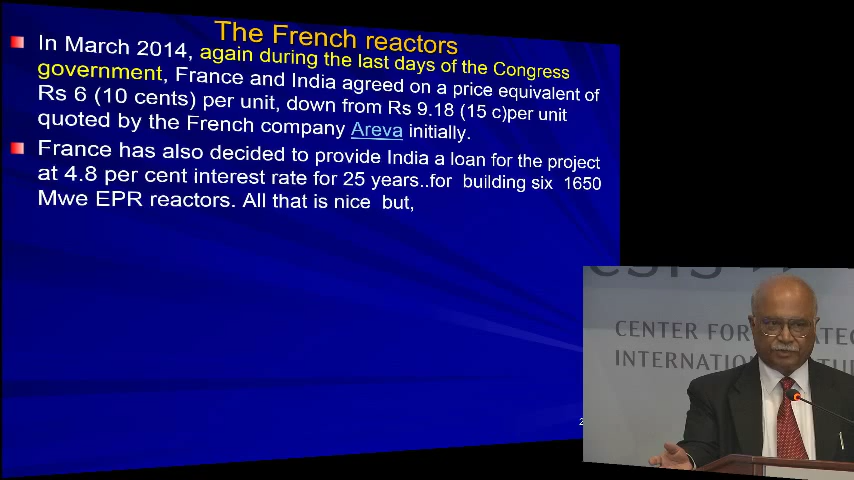 The French reactors
In March 2014, again during the last days of the Congress
government, France and India agreed on a price equivalent of
Rs 6 (10 cents) per unit, down from Rs 9.18 (15 c)per unit
quoted by the French company Areva initially.
France has also decided to provide India a loan for the project
at 4.8 per cent interest rate for 25 years..for building six 1650
Mwe EPR reactors. All that is nice but,
CSIS
CENTER FOR